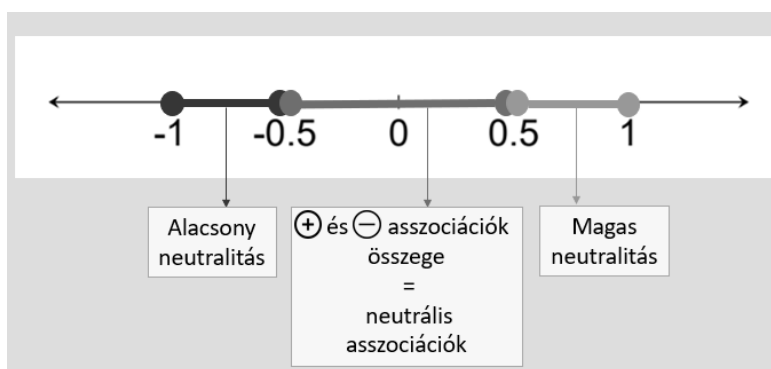 -1 -0.5 0 0.5 1
Alacsony
neutralitás
⊕ és ⊖ asszociációk
összege
=
neutrális
asszociációk
Magas
neutralitás